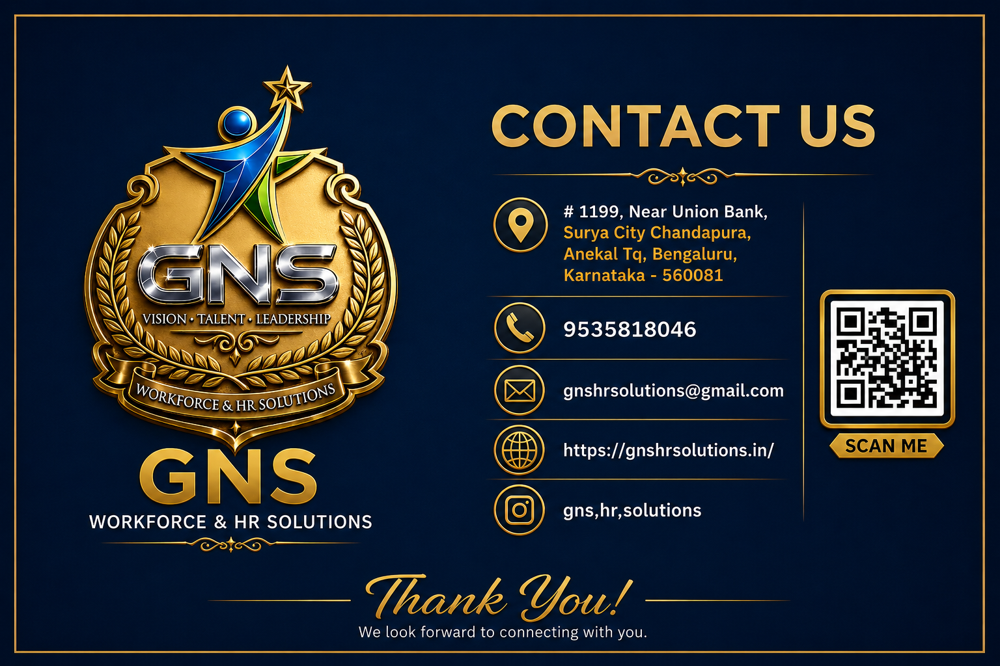 GNS
VISION · TALENT · LEADERSHIP
WORKFORCE & HR SOLUTIONS
GNS
WORKFORCE & HR SOLUTIONS
CONTACT US
# 1199, Near Union Bank,
Surya City Chandapura,
Anekal Tq, Bengaluru,
Karnataka - 560081
9535818046
gnshrsolutions@gmail.com
https://gnshrsolutions.in/
gns,hr,solutions
SCAN ME
Thank You!
We look forward to connecting with you.